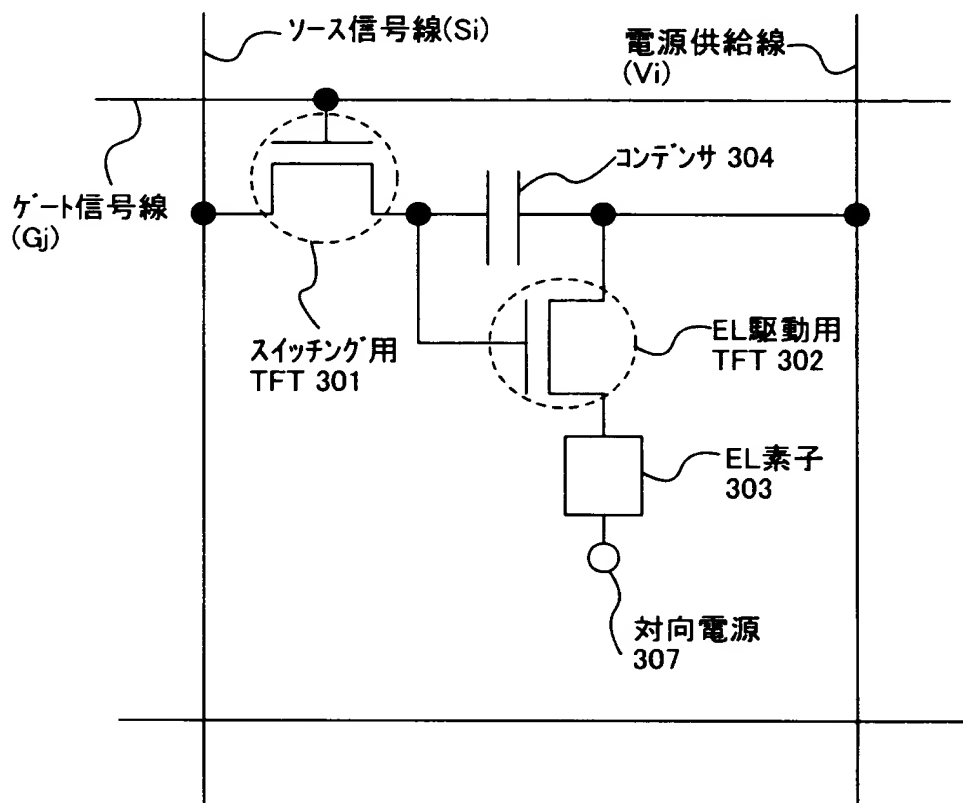 ソース信号線(Si)
電源供給線
(Vi)
コンデンサ 304
ゲート信号線
(Gj)
スイッチング用
TFT 301
EL駆動用
TFT 302
EL素子
303
対向電源
307